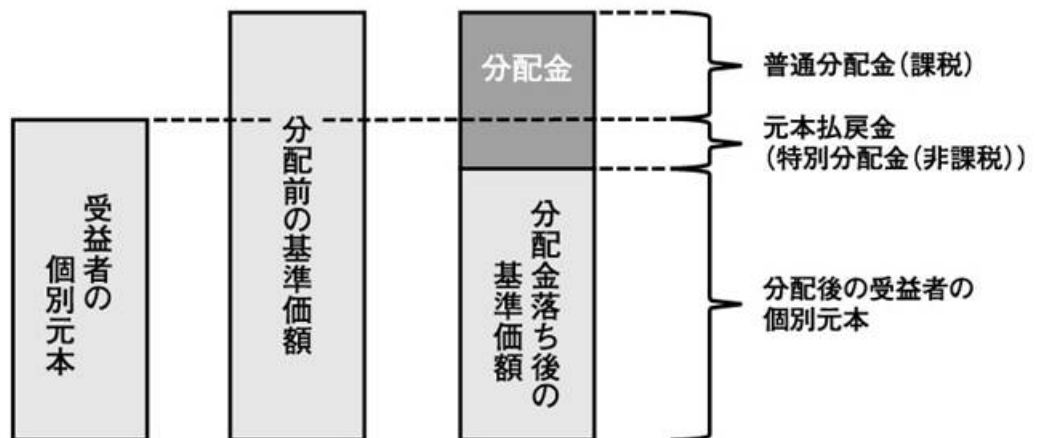 受益者の
個別元本
分配前の基準価額
分配金
分配金落ち後の
基準価額
普通分配金(課税)
元本払戻金
(特別分配金(非課税))
分配後の受益者の
個別元本